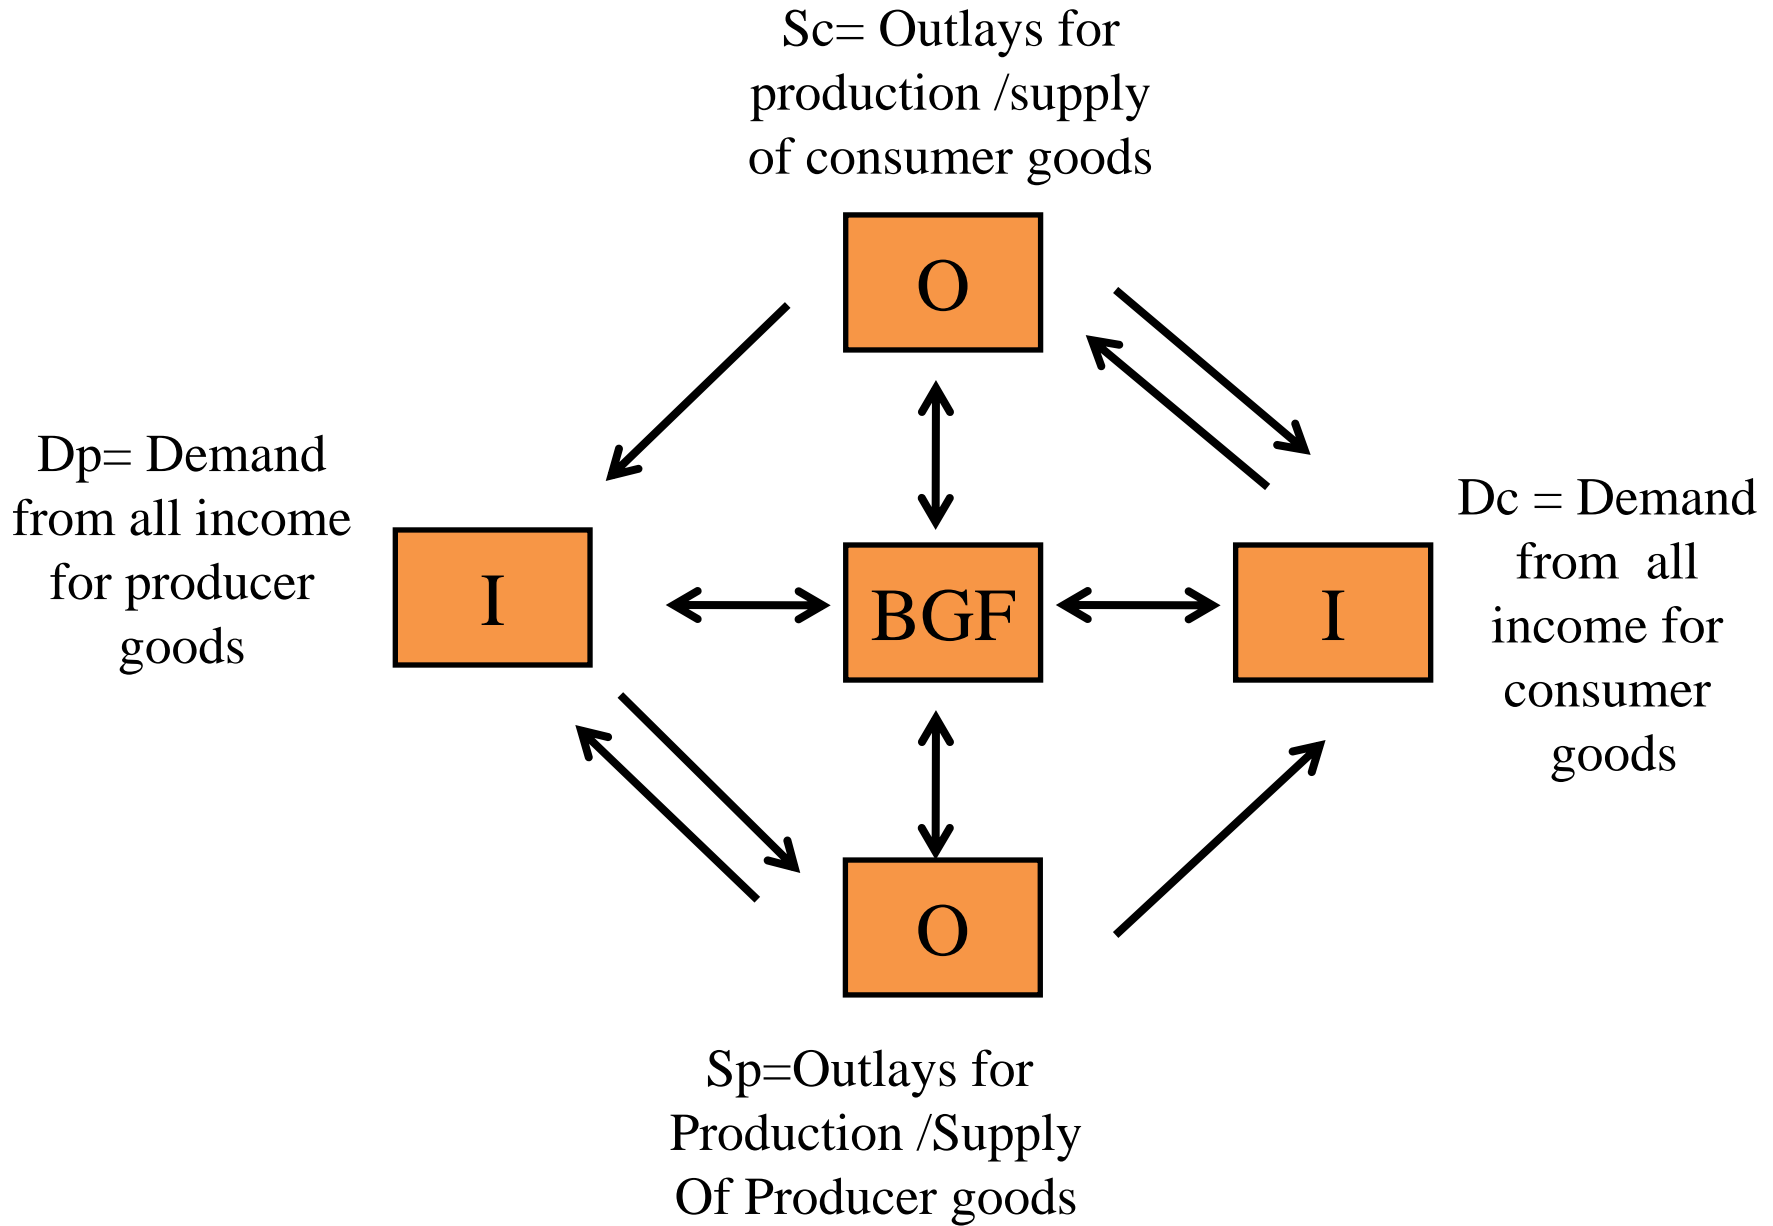 Sc= Outlays for
production /supply
of consumer goods
O
Dp= Demand
from all income
for producer
goods
I
BGF
I
Dc = Demand
from  all
income for
consumer
goods
O
Sp=Outlays for
Production /Supply
Of Producer goods